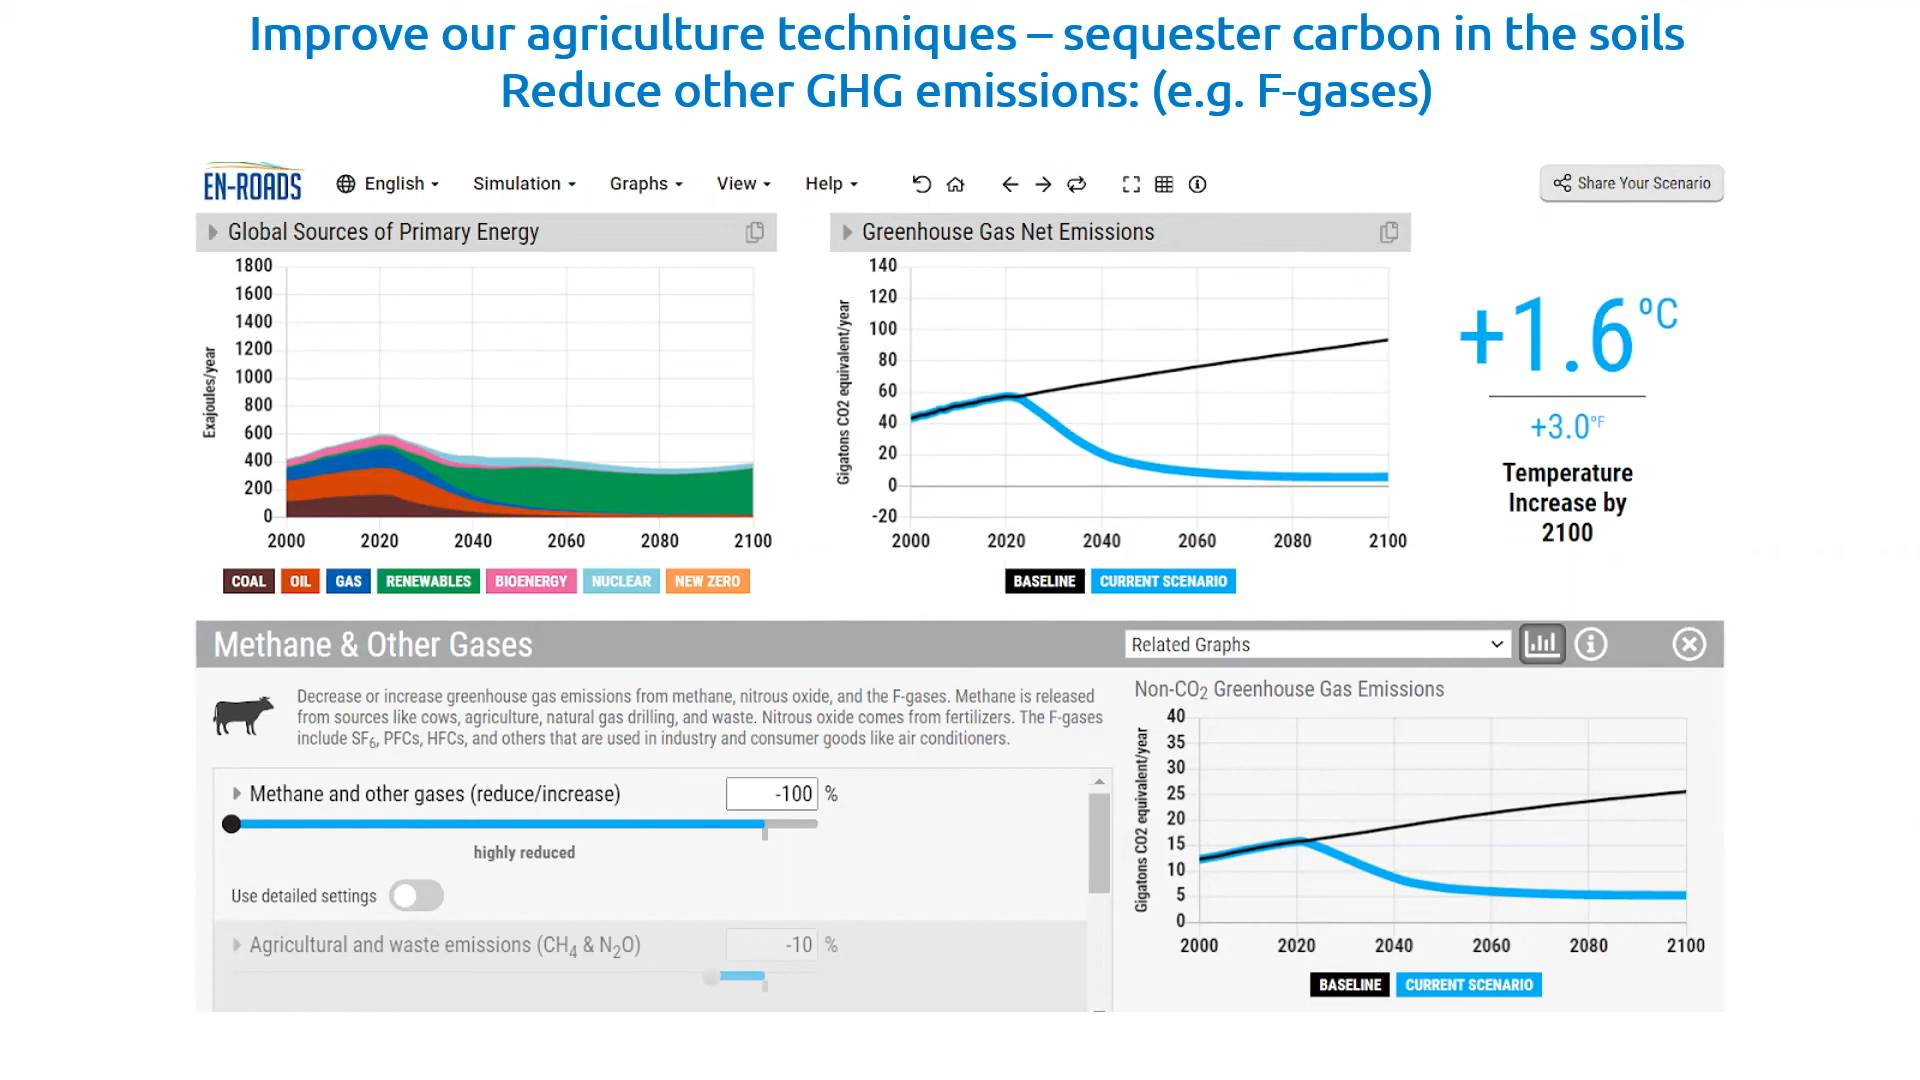 Improve our agriculture techniques – sequester carbon in the soils
Reduce other GHG emissions: (e.g. F-gases)
EN-ROADS
English
Simulation
Graphs
View
Help
Share Your Scenario
Global Sources of Primary Energy
Exajoules/year
1800
1600
1400
1200
1000
800
600
400
200
0
2000 2020 2040 2060 2080 2100
COAL OIL GAS RENEWABLES BIOENERGY NUCLEAR NEW ZERO
Greenhouse Gas Net Emissions
Gigatons CO2 equivalent/year
140
120
100
80
60
40
20
0
-20
2000 2020 2040 2060 2080 2100
BASELINE CURRENT SCENARIO
+1.6 ºC
+3.0 ºF
Temperature
Increase by
2100
Methane & Other Gases
Related Graphs
Decrease or increase greenhouse gas emissions from methane, nitrous oxide, and the F-gases. Methane is released
from sources like cows, agriculture, natural gas drilling, and waste. Nitrous oxide comes from fertilizers. The F-gases
include SF₆, PFCs, HFCs, and others that are used in industry and consumer goods like air conditioners.
Methane and other gases (reduce/increase) -100 %
highly reduced
Use detailed settings
Agricultural and waste emissions (CH₄ & N₂O) -10 %
Non-CO₂ Greenhouse Gas Emissions
Gigatons CO2 equivalent/year
40
35
30
25
20
15
10
5
0
2000 2020 2040 2060 2080 2100
BASELINE CURRENT SCENARIO